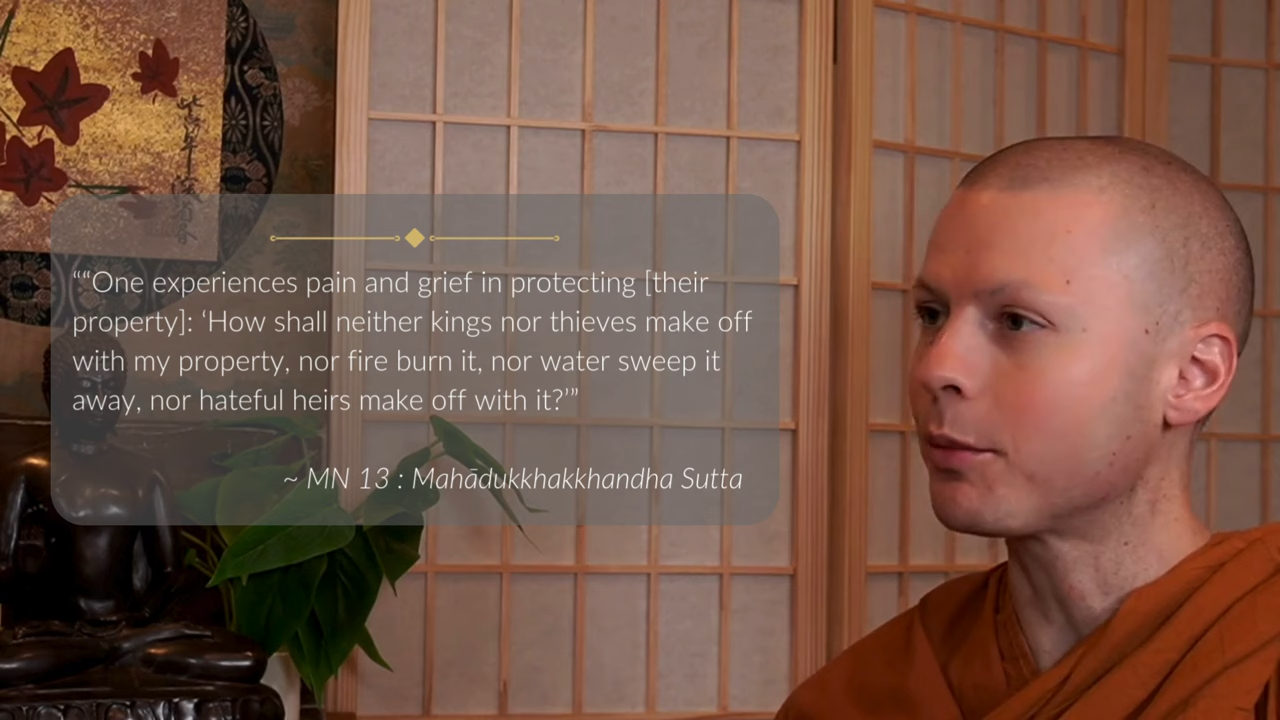 ““One experiences pain and grief in protecting [their
property]: ‘How shall neither kings nor thieves make off
with my property, nor fire burn it, nor water sweep it
away, nor hateful heirs make off with it?’”
~ MN 13 : Mahādukkhakkhandha Sutta